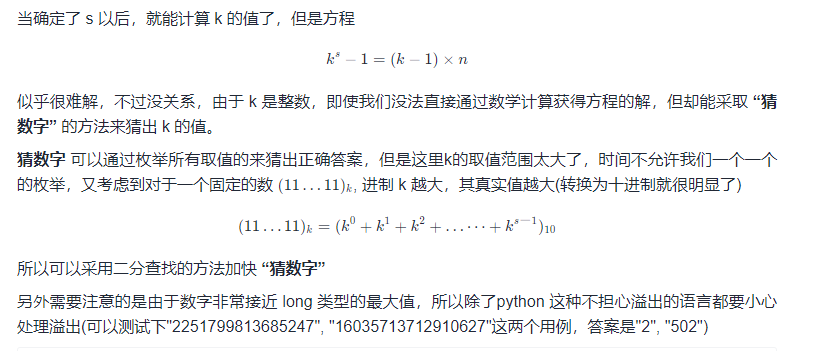 当确定了 s 以后，就能计算 k 的值了，但是方程
k^s − 1 = (k − 1) × n
似乎很难解，不过没关系，由于 k 是整数，即使我们没法直接通过数学计算获得方程的解，但却能采取 “猜
数字” 的方法来猜出 k 的值。
猜数字 可以通过枚举所有取值的来猜出正确答案，但是这里k的取值范围太大了，时间不允许我们一个一个
的枚举，又考虑到对于一个固定的数 (11...11)_k, 进制 k 越大，其真实值越大(转换为十进制就很明显了)
(11...11)_k = (k^0 + k^1 + k^2 + ...... + k^{s−1})_10
所以可以采用二分查找的方法加快 “猜数字”
另外需要注意的是由于数字非常接近 long 类型的最大值，所以除了python 这种不担心溢出的语言都要小心
处理溢出(可以测试下"2251799813685247", "16035713712910627"这两个用例，答案是"2", "502")